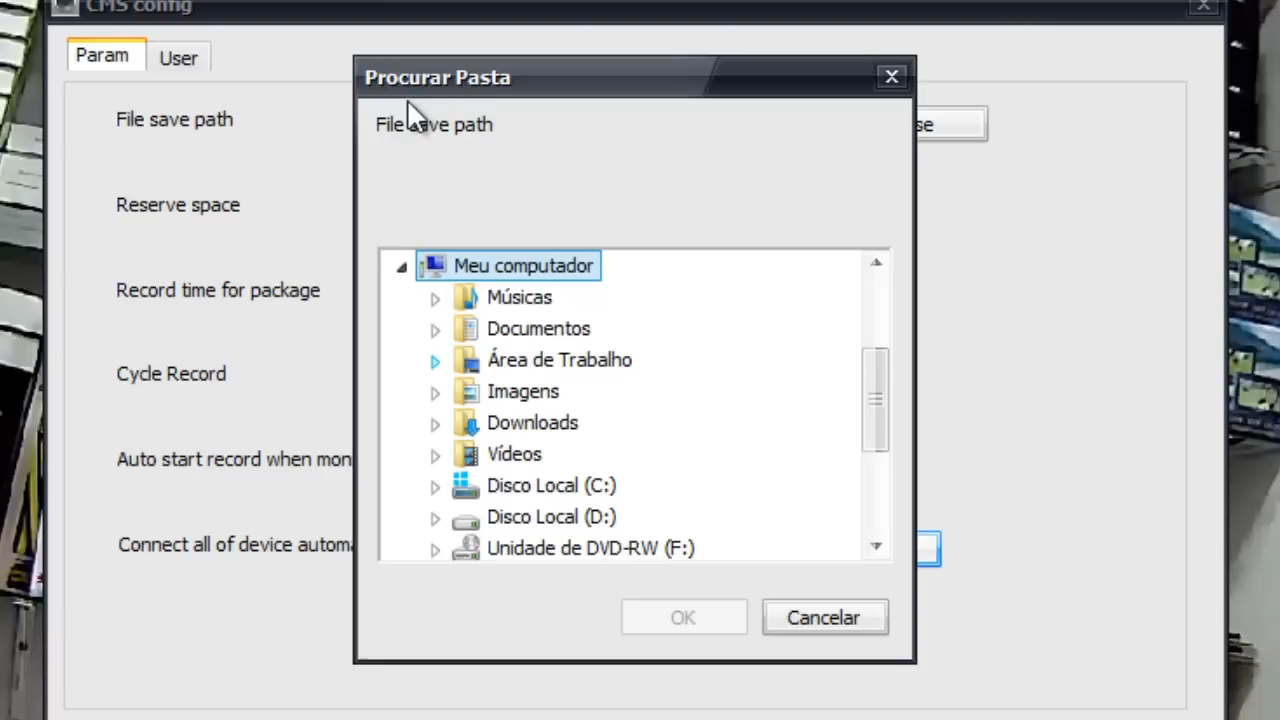 CMS config
Param
User
Procurar Pasta
File save path
File save path
se
Reserve space
Meu computador
Músicas
Record time for package
Documentos
Área de Trabalho
Cycle Record
Imagens
Downloads
Auto start record when mon
Vídeos
Disco Local (C:)
Disco Local (D:)
Connect all of device automa
Unidade de DVD-RW (F:)
OK
Cancelar